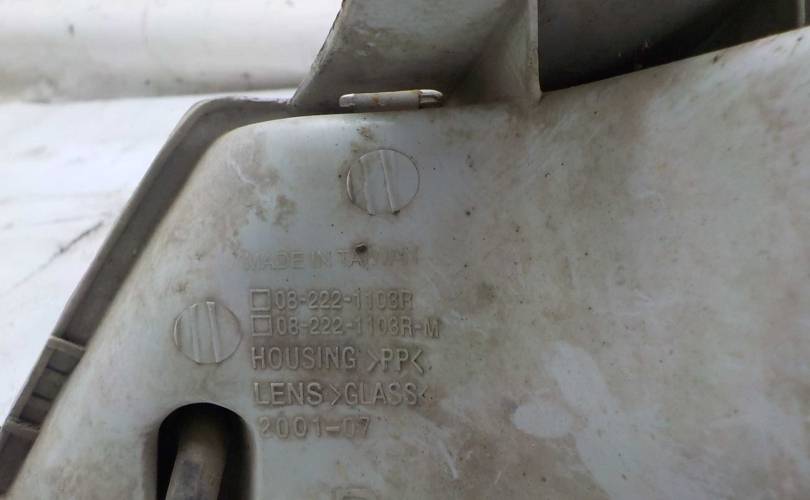 MADE IN TAIWAN
□08-222-1103R
□08-222-1103R-M
HOUSING >PP<
LENS >GLASS<
2001-07